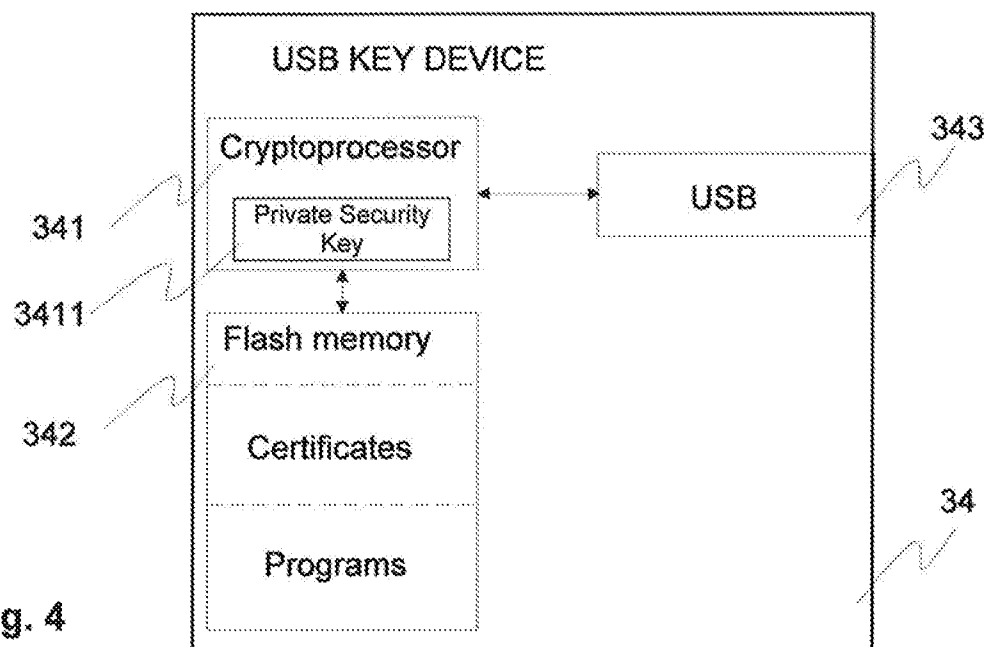 USB KEY DEVICE
Cryptoprocessor
343
USB
Private Security
Key
341
3411
Flash memory
342
Certificates
34
Programs
g. 4